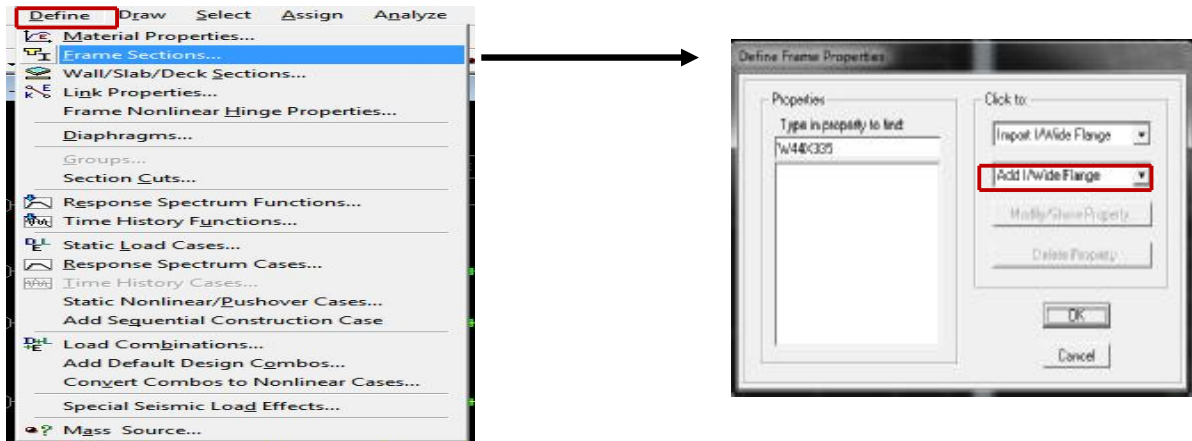 Define Draw Select Assign Analyze
Material Properties...
Frame Sections...
Wall/Slab/Deck Sections...
Link Properties...
Frame Nonlinear Hinge Properties...
Diaphragms...
Groups...
Section Cuts...
Response Spectrum Functions...
Time History Functions...
Static Load Cases...
Response Spectrum Cases...
Time History Cases...
Static Nonlinear/Pushover Cases...
Add Sequential Construction Case
Load Combinations...
Add Default Design Combos...
Convert Combos to Nonlinear Cases...
Special Seismic Load Effects...
Mass Source...
Define Frame Properties
Properties
Type in property to find:
W44X335
Click to:
Import I/Wide Flange
Add I/Wide Flange
Modify/Show Property...
Delete Property
OK
Cancel